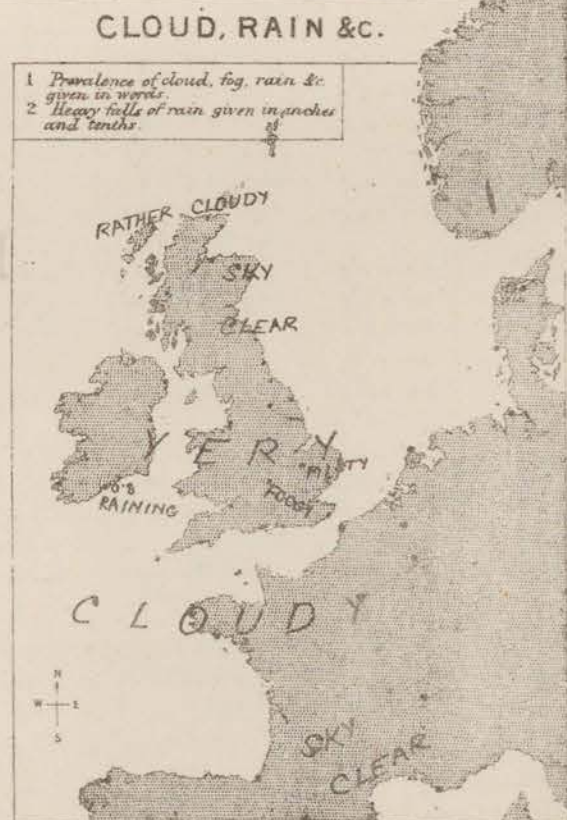 CLOUD, RAIN &c.
1 Prevalence of cloud, fog, rain &c.
given in words.
2 Heavy falls of rain given in inches
and tenths.
RATHER CLOUDY
SKY
CLEAR
VERY
MISTY
FOGGY
0.8
RAINING
CLOUDY
N
W E
S
SKY
CLEAR